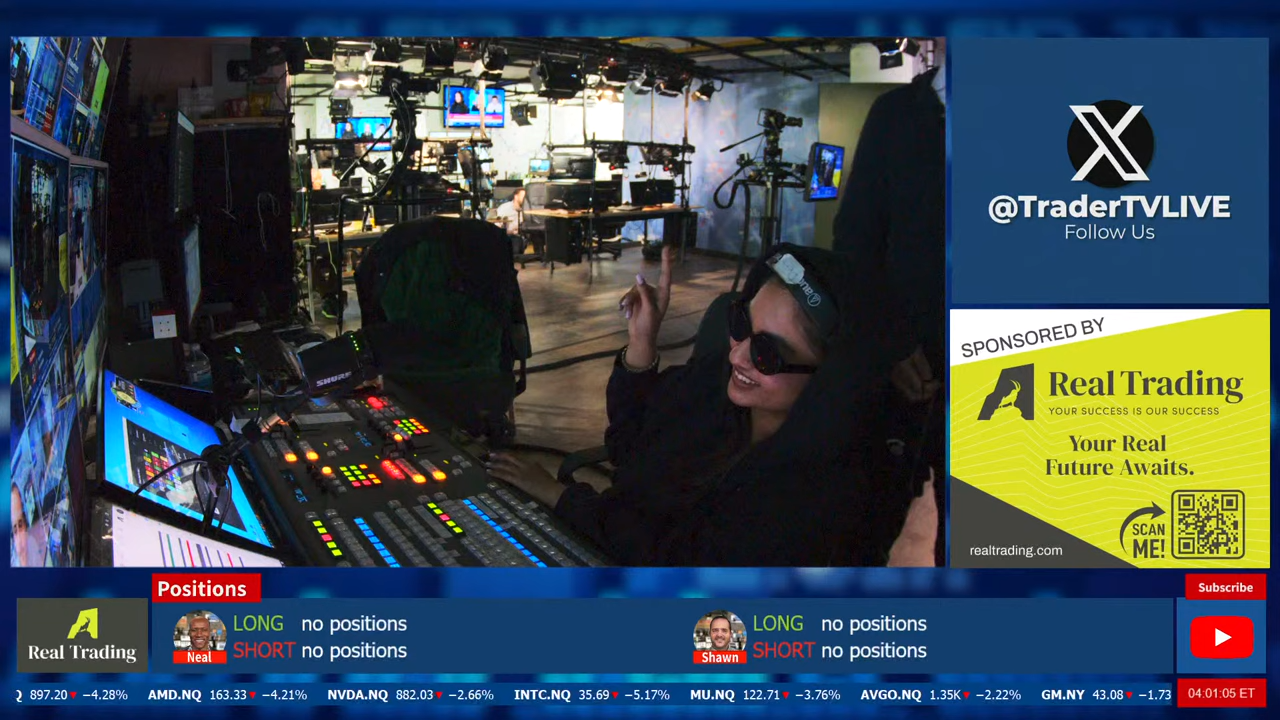 SHURE
auna
@TraderTVLIVE
Follow Us
SPONSORED BY
Real Trading
YOUR SUCCESS IS OUR SUCCESS
Your Real
Future Awaits.
SCAN
ME!
realtrading.com
Positions
Subscribe
Real Trading
Neal
LONG no positions
SHORT no positions
Shawn
LONG no positions
SHORT no positions
Q 897.20▼ −4.28% AMD.NQ 163.33▼ −4.21% NVDA.NQ 882.03▼ −2.66% INTC.NQ 35.69▼ −5.17% MU.NQ 122.71▼ −3.76% AVGO.NQ 1.35K▼ −2.22% GM.NY 43.08▼ −1.73
04:01:05 ET